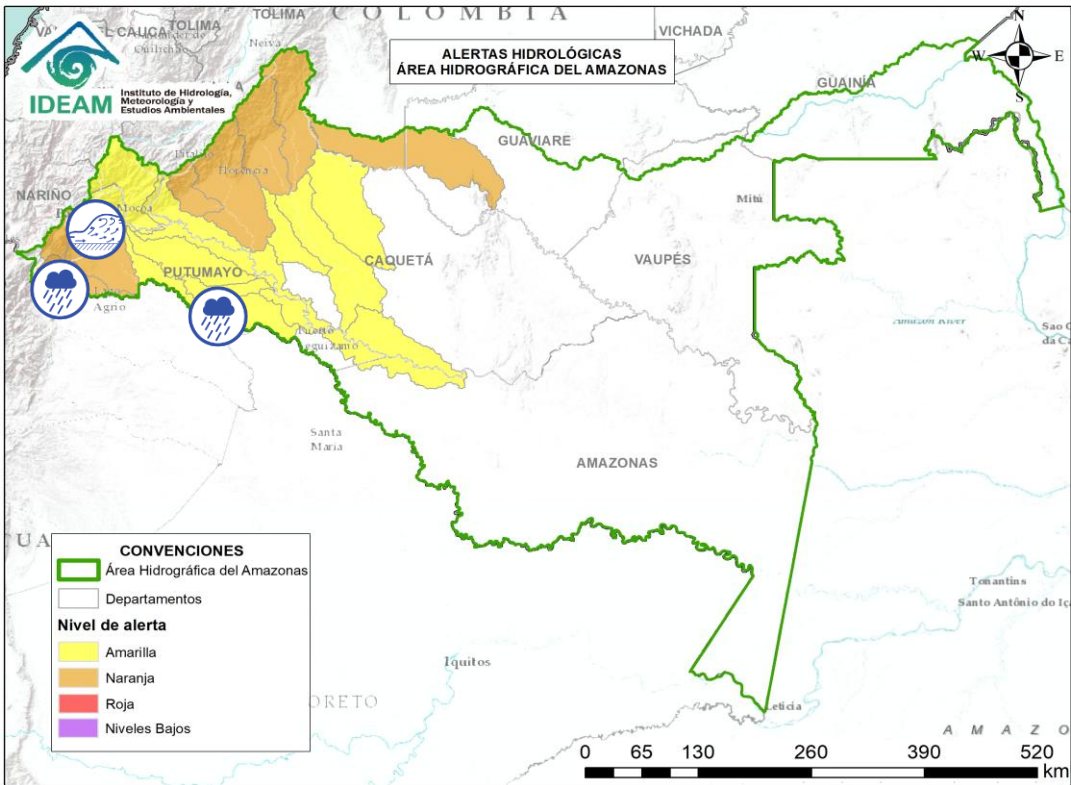 COLOMBIA
TOLIMA
TOLIMA
CAUCA
Neiva
VICHADA
IDEAM
Instituto de Hidrología,
Meteorología y
Estudios Ambientales
ALERTAS HIDROLÓGICAS
ÁREA HIDROGRÁFICA DEL AMAZONAS
N
W
E
S
GUAINÍA
GUAVIARE
Florencia
NARIÑO
Mocoa
Mitú
CAQUETÁ
VAUPÉS
PUTUMAYO
Agrio
Puerto
Amazon River
Santa
Maria
AMAZONAS
CONVENCIONES
Área Hidrográfica del Amazonas
Departamentos
Nivel de alerta
Amarilla
Naranja
Roja
Niveles Bajos
Tonantins
Santo Antônio do Içá
Iquitos
ORETO
Leticia
A M A Z O
0 65 130 260 390 520
km